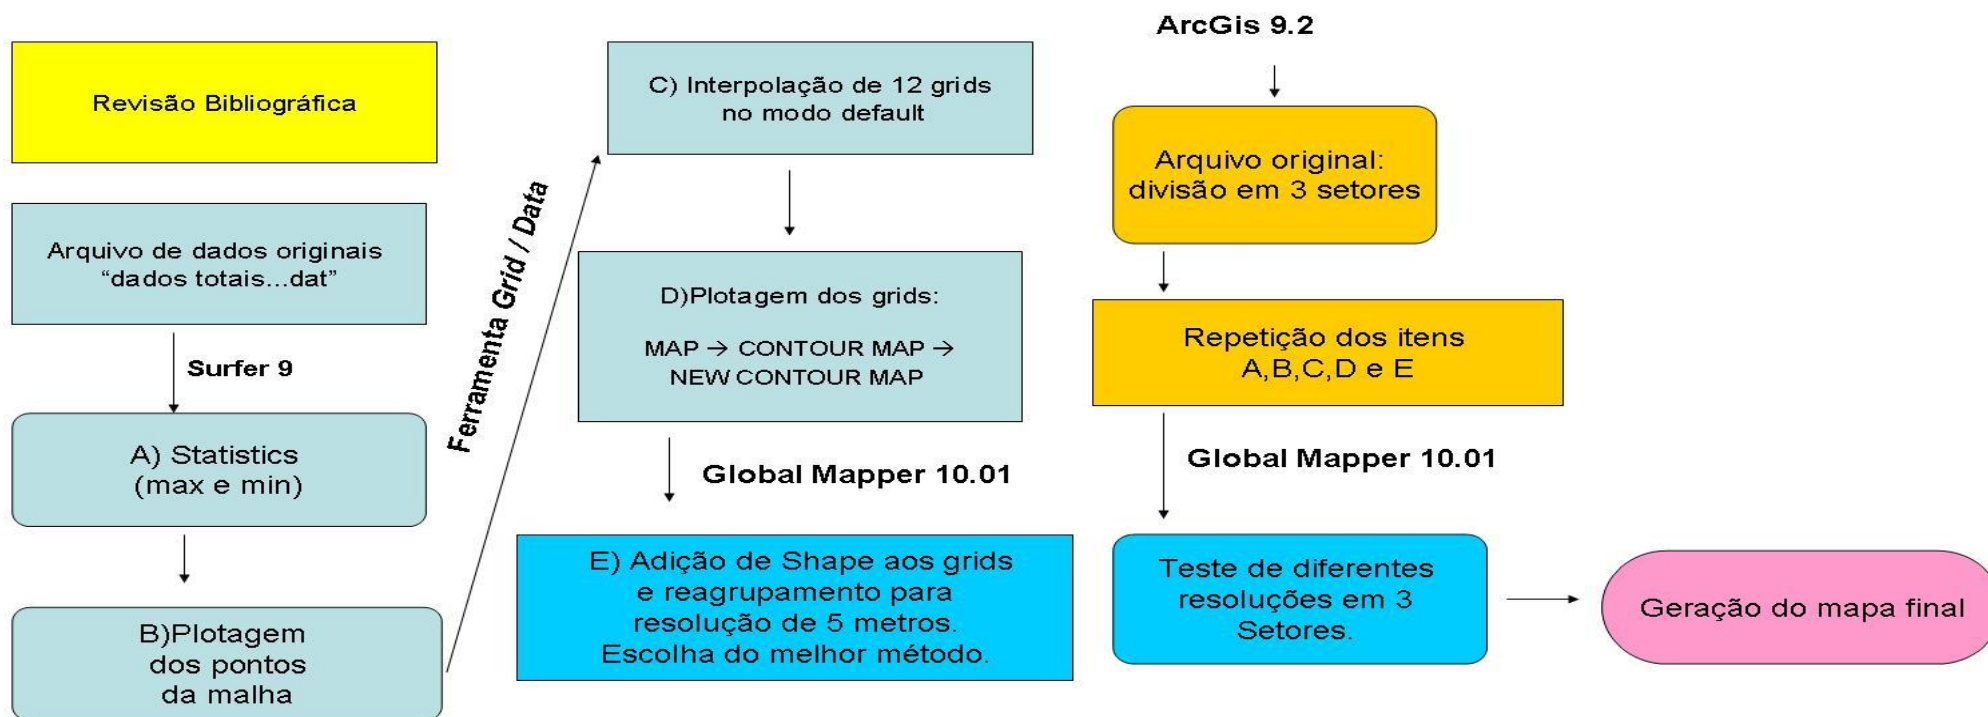 Revisão Bibliográfica
Arquivo de dados originais
“dados totais...dat”
Surfer 9
A) Statistics
(max e min)
B)Plotagem
dos pontos
da malha
Ferramenta Grid / Data
C) Interpolação de 12 grids
no modo default
D)Plotagem dos grids:
MAP → CONTOUR MAP →
NEW CONTOUR MAP
Global Mapper 10.01
E) Adição de Shape aos grids
e reagrupamento para
resolução de 5 metros.
Escolha do melhor método.
ArcGis 9.2
Arquivo original:
divisão em 3 setores
Repetição dos itens
A,B,C,D e E
Global Mapper 10.01
Teste de diferentes
resoluções em 3
Setores.
Geração do mapa final